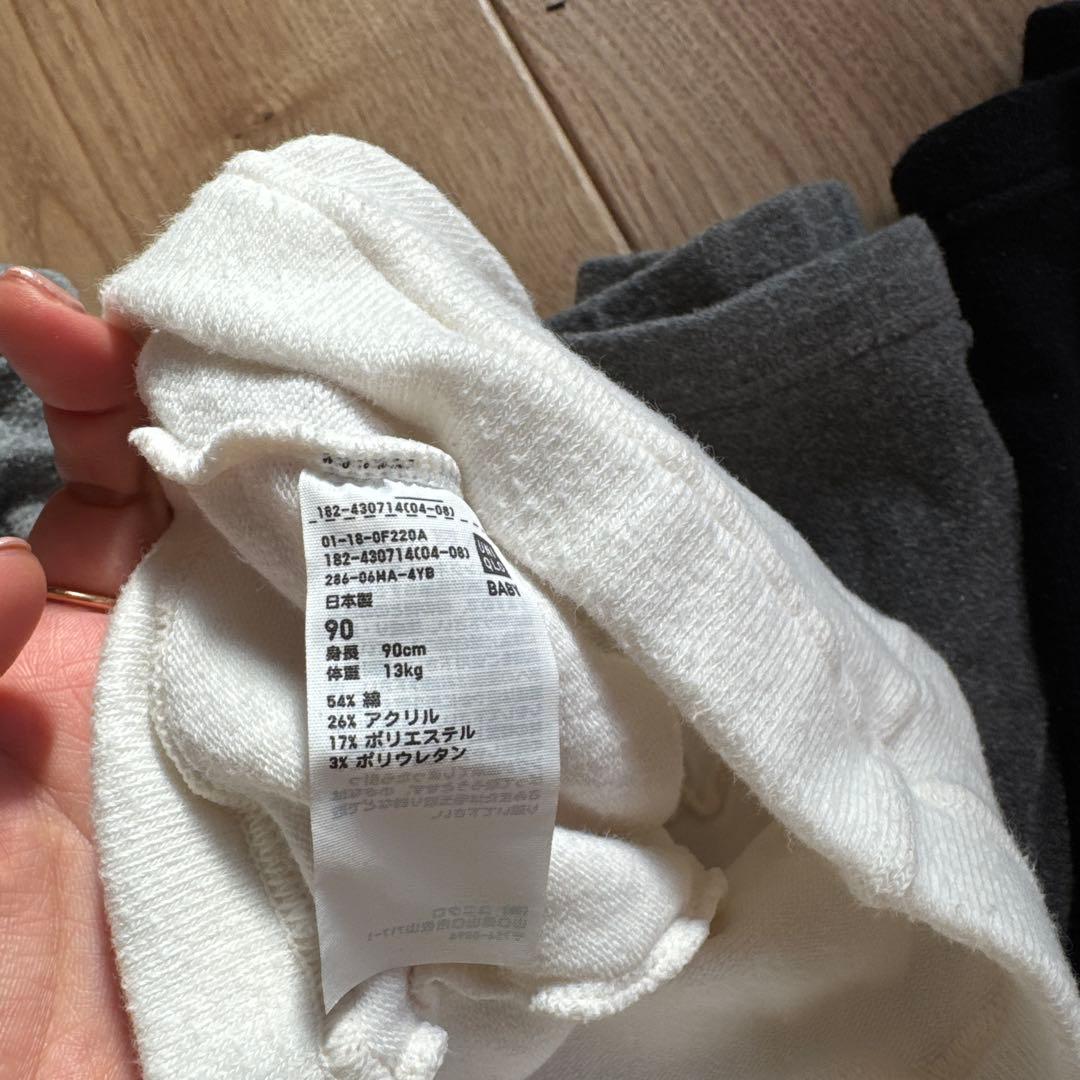 182-430714(04-08)
01-18-0F220A
182-430714(04-08)
286-06HA-4YB
UNI
QLO
BABY
日本製
90
身長 90cm
体重 13kg
54% 綿
26% アクリル
17% ポリエステル
3% ポリウレタン